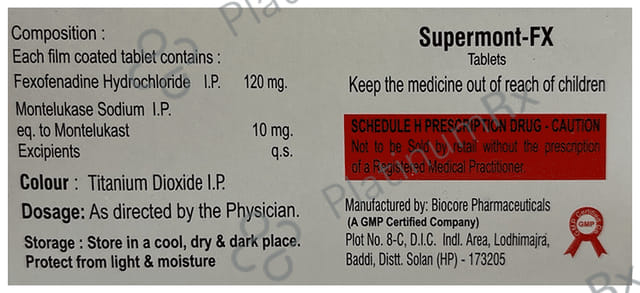 Composition :
Each film coated tablet contains :
Fexofenadine Hydrochloride I.P. 120 mg.
Montelukase Sodium I.P.
eq. to Montelukast 10 mg.
Excipients q.s.
Colour : Titanium Dioxide I.P.
Dosage: As directed by the Physician.
Storage : Store in a cool, dry & dark place.
Protect from light & moisture
Supermont-FX
Tablets
Keep the medicine out of reach of children
SCHEDULE H PRESCRIPTION DRUG - CAUTION
Not to be Sold by retail without the prescription
of a Registered Medical Practitioner.
Manufactured by: Biocore Pharmaceuticals
(A GMP Certified Company)
Plot No. 8-C, D.I.C. Indl. Area, Lodhimajra,
Baddi, Distt. Solan (HP) - 173205
GMP Certified Co.
GMP
PlatinumRx